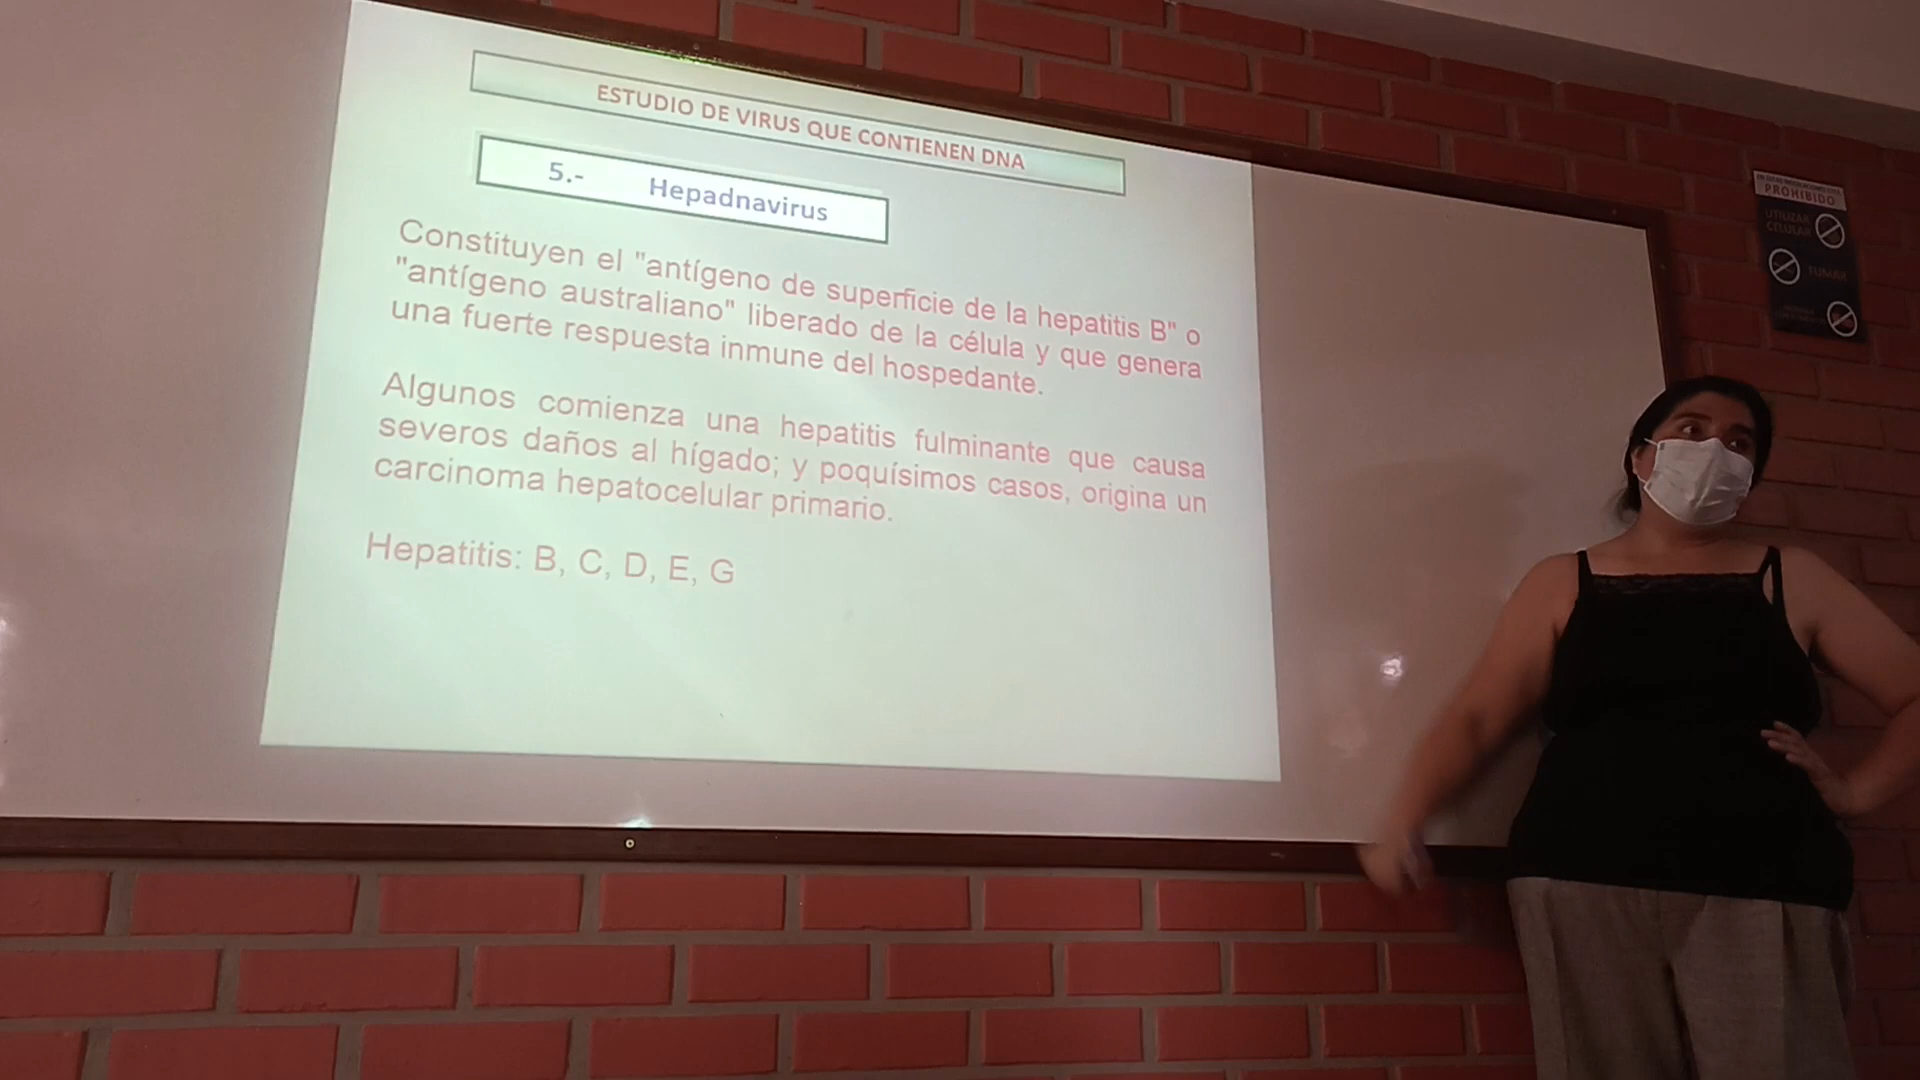 ESTUDIO DE VIRUS QUE CONTIENEN DNA
5.- Hepadnavirus
Constituyen el "antígeno de superficie de la hepatitis B" o
"antígeno australiano" liberado de la célula y que genera
una fuerte respuesta inmune del hospedante.
Algunos comienza una hepatitis fulminante que causa
severos daños al hígado; y poquísimos casos, origina un
carcinoma hepatocelular primario.
Hepatitis: B, C, D, E, G
PROHIBIDO
UTILIZAR
CELULAR
FUMAR